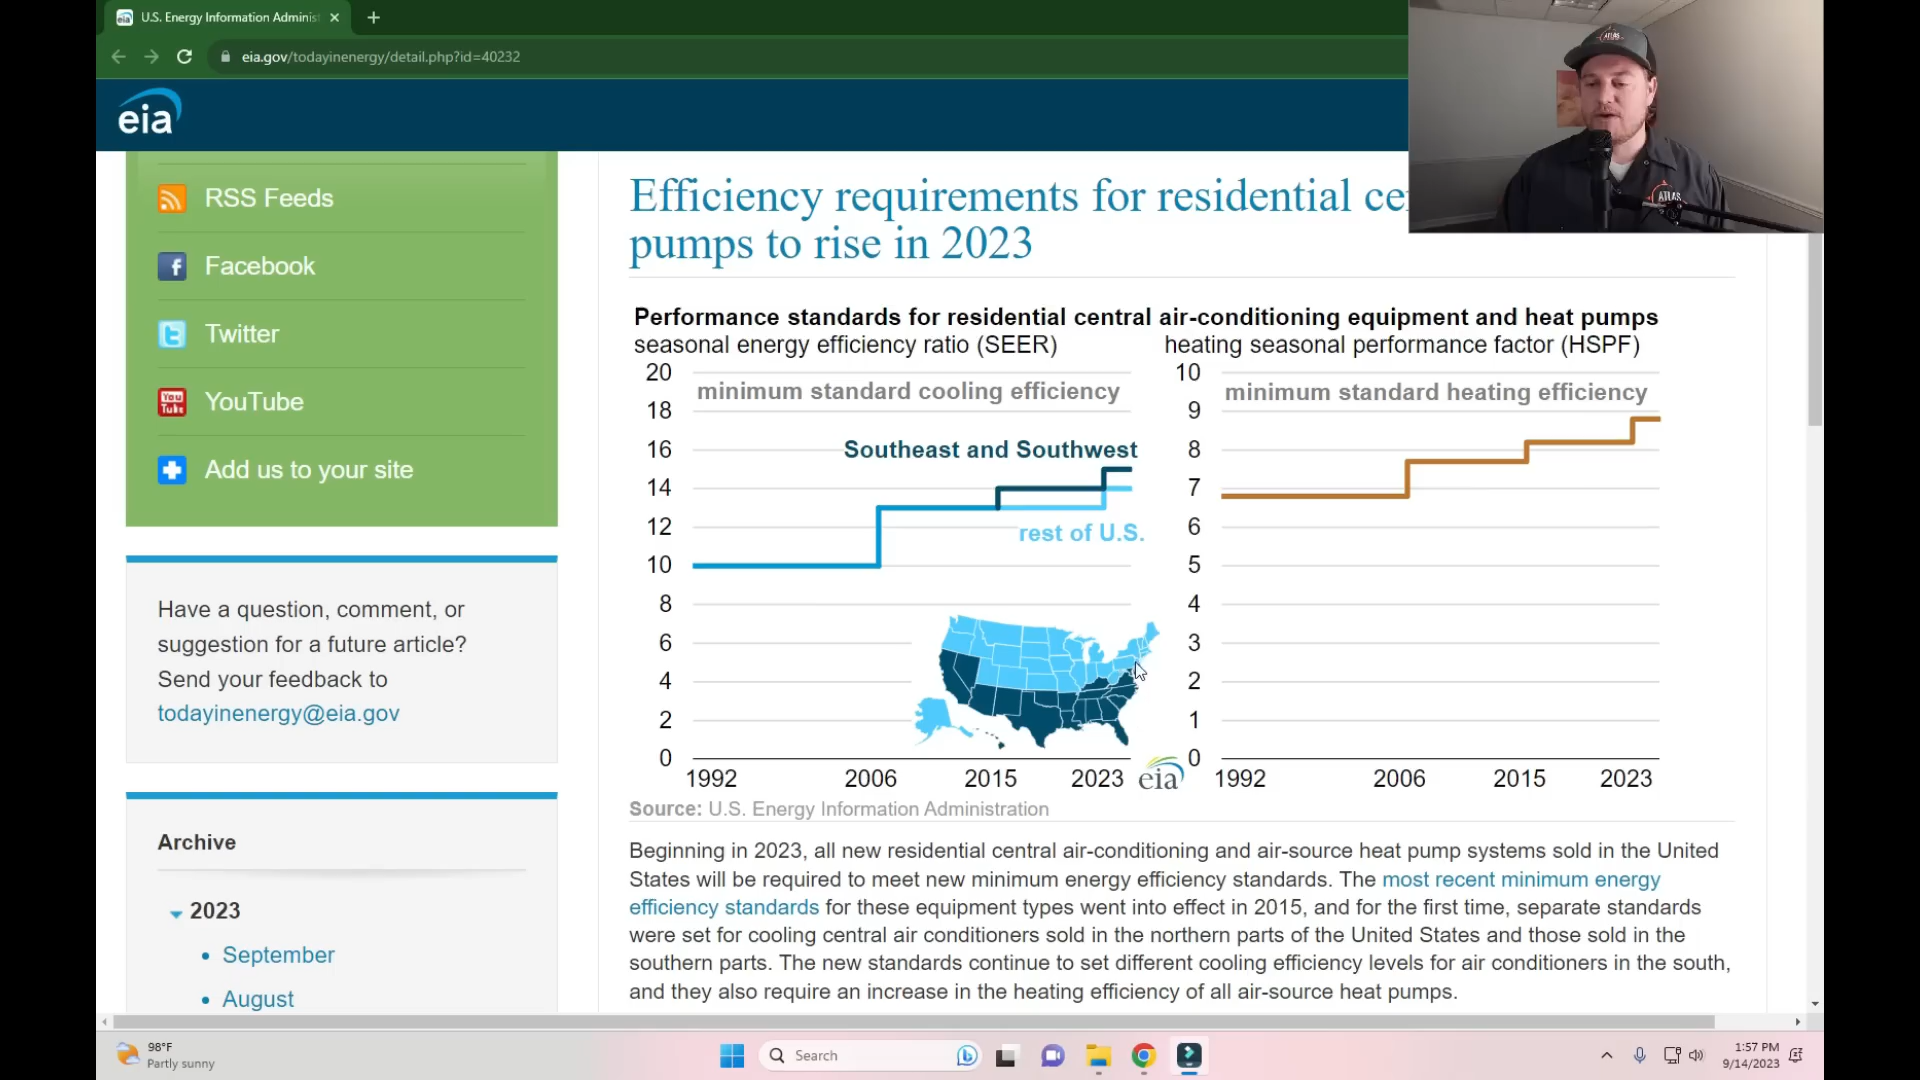 U.S. Energy Information Adminis
eia.gov/todayinenergy/detail.php?id=40232
eia
RSS Feeds
Facebook
Twitter
YouTube
Add us to your site
Have a question, comment, or
suggestion for a future article?
Send your feedback to
todayinenergy@eia.gov
Archive
2023
September
August
Efficiency requirements for residential ce
pumps to rise in 2023
Performance standards for residential central air-conditioning equipment and heat pumps
seasonal energy efficiency ratio (SEER)
20
minimum standard cooling efficiency
18
16
Southeast and Southwest
14
12
rest of U.S.
10
8
6
4
2
0
1992 2006 2015 2023
heating seasonal performance factor (HSPF)
10
minimum standard heating efficiency
9
8
7
6
5
4
3
2
1
0
1992 2006 2015 2023
eia
Source: U.S. Energy Information Administration
Beginning in 2023, all new residential central air-conditioning and air-source heat pump systems sold in the United
States will be required to meet new minimum energy efficiency standards. The most recent minimum energy
efficiency standards for these equipment types went into effect in 2015, and for the first time, separate standards
were set for cooling central air conditioners sold in the northern parts of the United States and those sold in the
southern parts. The new standards continue to set different cooling efficiency levels for air conditioners in the south,
and they also require an increase in the heating efficiency of all air-source heat pumps.
ATLAS
ATLAS
98°F
Partly sunny
Search
1:57 PM
9/14/2023